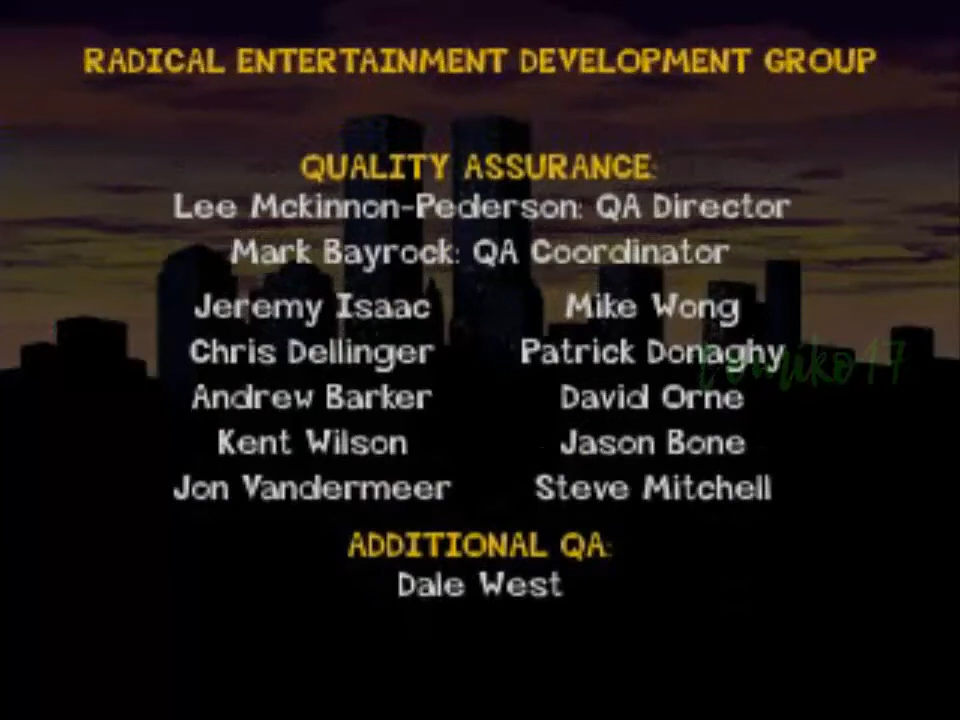 RADICAL ENTERTAINMENT DEVELOPMENT GROUP
QUALITY ASSURANCE:
Lee Mckinnon-Pederson: QA Director
Mark Bayrock: QA Coordinator
Jeremy Isaac Mike Wong
Chris Dellinger Patrick Donaghy
Andrew Barker David Orne
Kent Wilson Jason Bone
Jon Vandermeer Steve Mitchell
ADDITIONAL QA:
Dale West